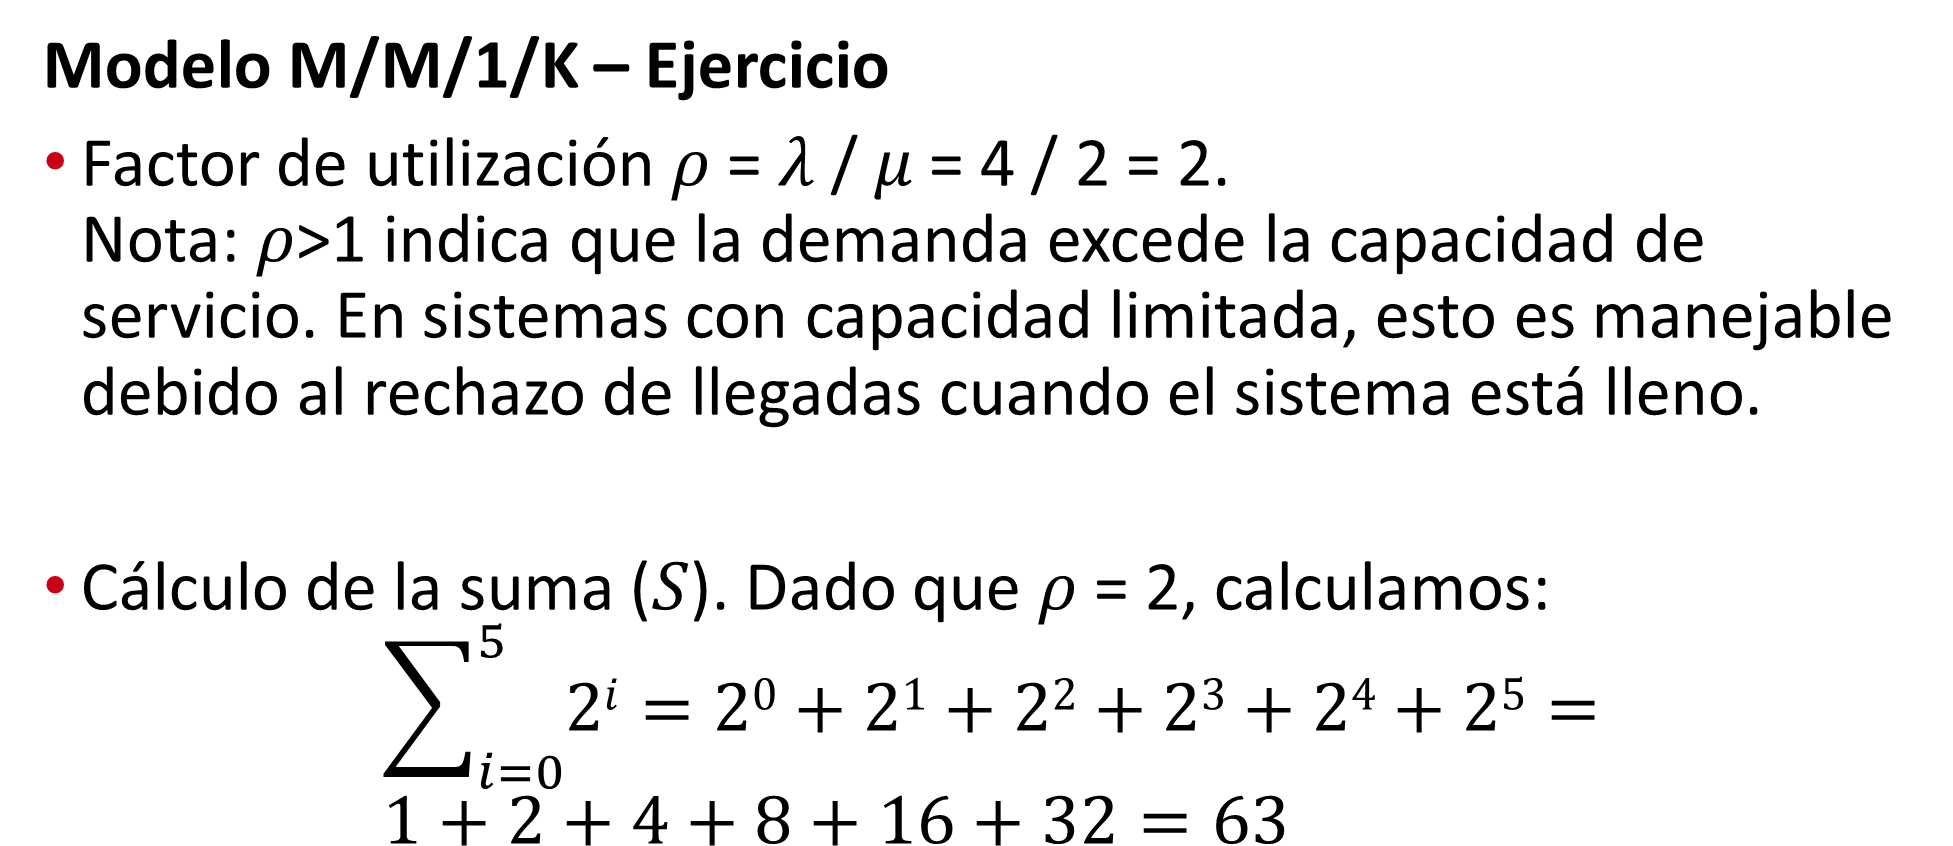 Modelo M/M/1/K – Ejercicio
• Factor de utilización 𝜌 = 𝜆 / 𝜇 = 4 / 2 = 2.
Nota: 𝜌>1 indica que la demanda excede la capacidad de
servicio. En sistemas con capacidad limitada, esto es manejable
debido al rechazo de llegadas cuando el sistema está lleno.
• Cálculo de la suma (𝑆). Dado que 𝜌 = 2, calculamos:
∑_{i=0}^{5} 2^i = 2^0 + 2^1 + 2^2 + 2^3 + 2^4 + 2^5 =
1 + 2 + 4 + 8 + 16 + 32 = 63